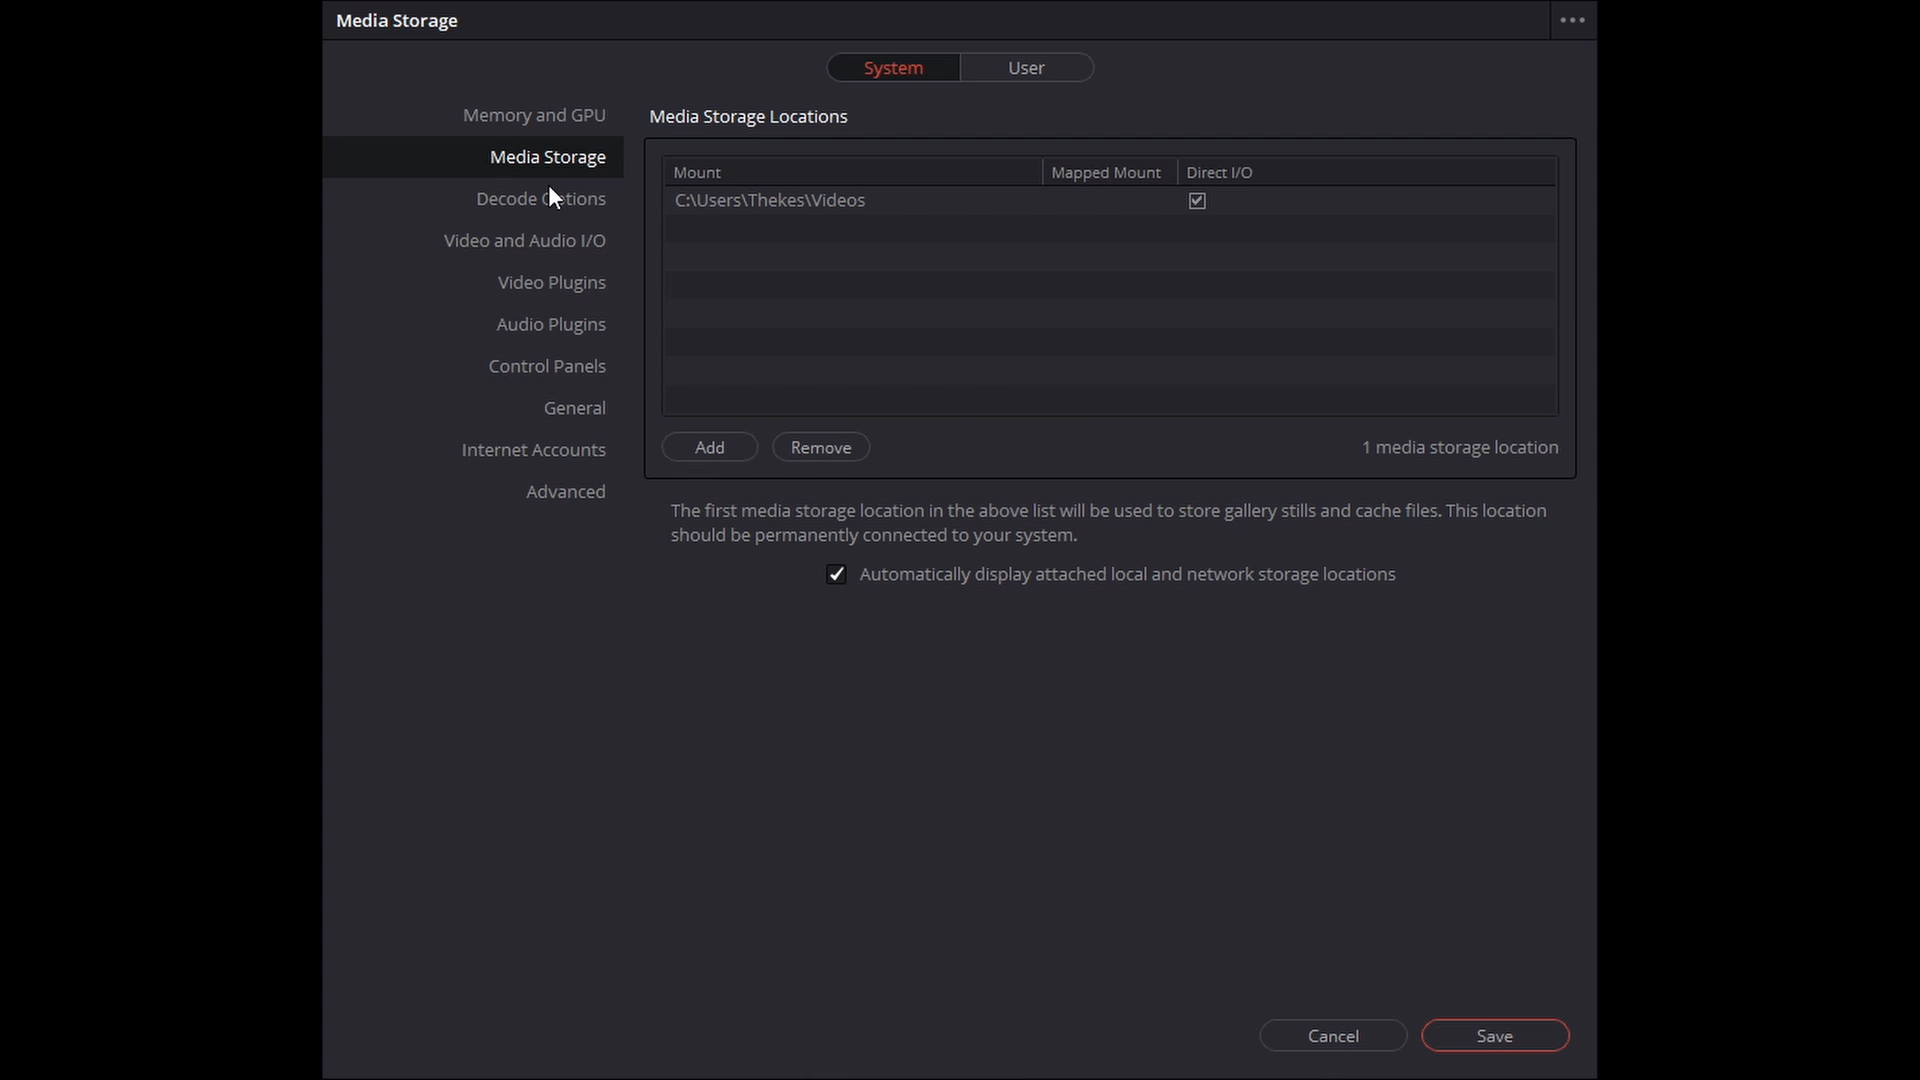 Media Storage
System
User
Memory and GPU
Media Storage
Decode Options
Video and Audio I/O
Video Plugins
Audio Plugins
Control Panels
General
Internet Accounts
Advanced
Media Storage Locations
Mount
Mapped Mount
Direct I/O
C:\Users\Thekes\Videos
Add
Remove
1 media storage location
The first media storage location in the above list will be used to store gallery stills and cache files. This location
should be permanently connected to your system.
Automatically display attached local and network storage locations
Cancel
Save